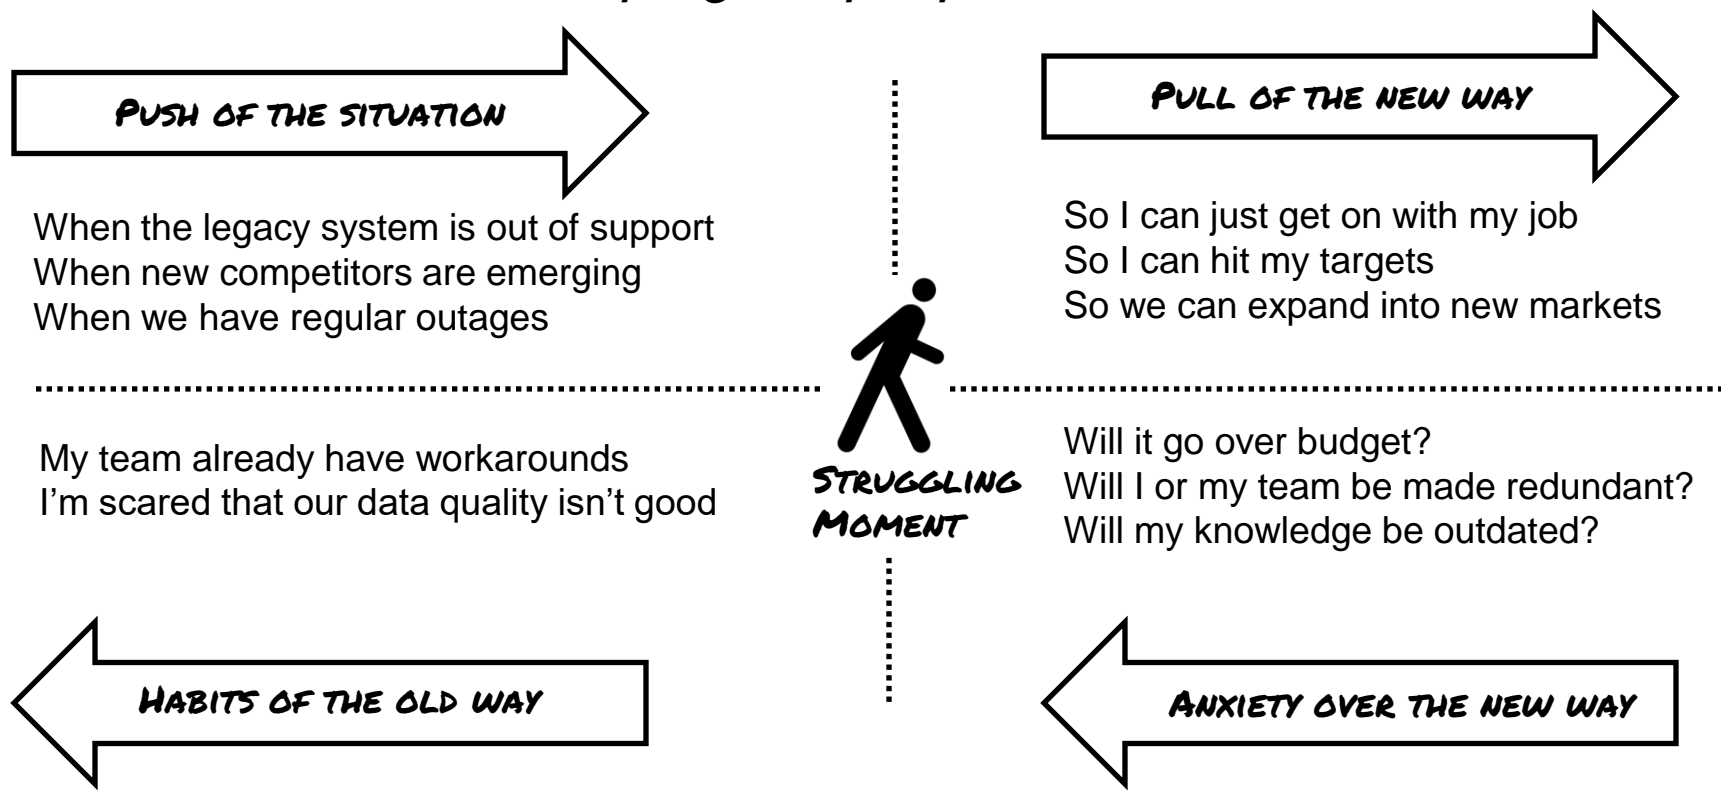 PUSH OF THE SITUATION
When the legacy system is out of support
When new competitors are emerging
When we have regular outages
PULL OF THE NEW WAY
So I can just get on with my job
So I can hit my targets
So we can expand into new markets
STRUGGLING
MOMENT
My team already have workarounds
I’m scared that our data quality isn’t good
HABITS OF THE OLD WAY
Will it go over budget?
Will I or my team be made redundant?
Will my knowledge be outdated?
ANXIETY OVER THE NEW WAY